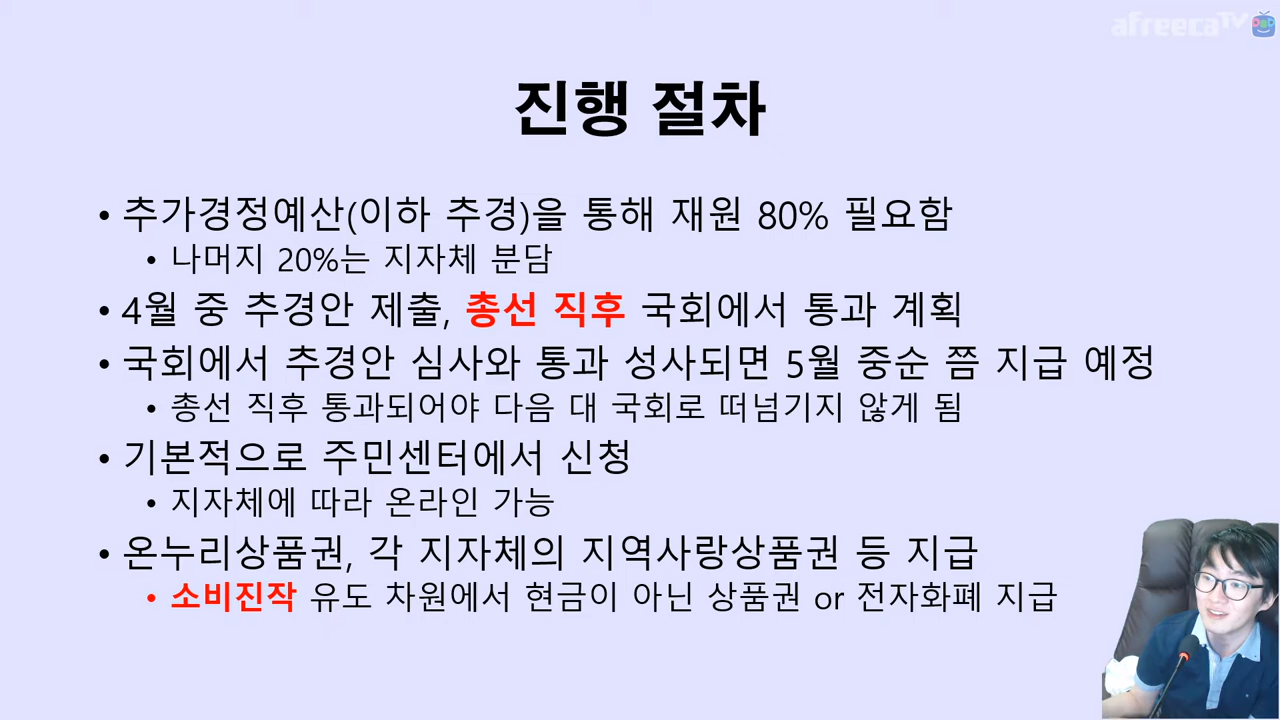 afreecaTV
진행 절차
• 추가경정예산(이하 추경)을 통해 재원 80% 필요함
• 나머지 20%는 지자체 분담
• 4월 중 추경안 제출, 총선 직후 국회에서 통과 계획
• 국회에서 추경안 심사와 통과 성사되면 5월 중순 쯤 지급 예정
• 총선 직후 통과되어야 다음 대 국회로 떠넘기지 않게 됨
• 기본적으로 주민센터에서 신청
• 지자체에 따라 온라인 가능
• 온누리상품권, 각 지자체의 지역사랑상품권 등 지급
• 소비진작 유도 차원에서 현금이 아닌 상품권 or 전자화폐 지급